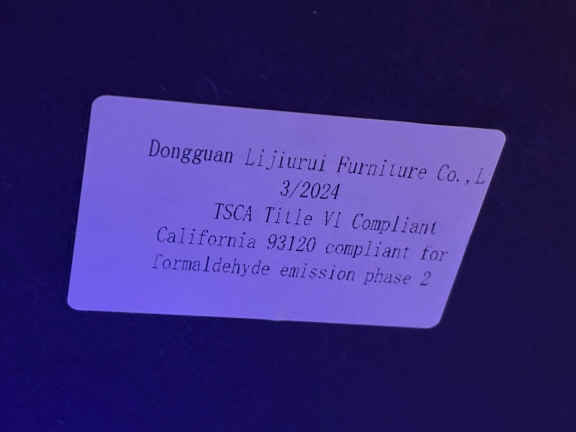 Dongguan Lijiurui Furniture Co.,L
3/2024
TSCA Title VI Compliant
California 93120 compliant for
formaldehyde emission phase 2